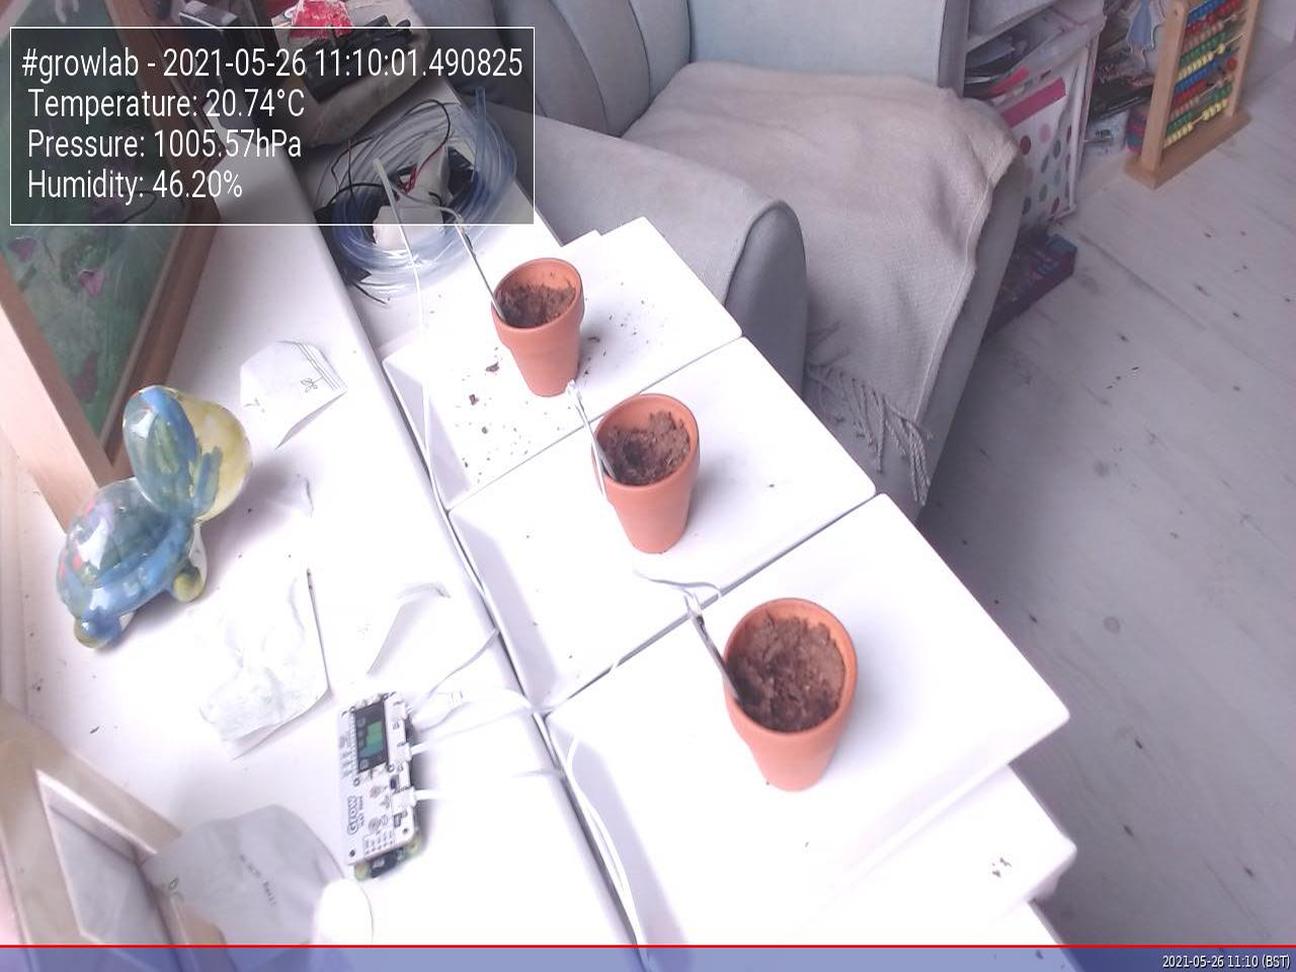 #growlab - 2021-05-26 11:10:01.490825
Temperature: 20.74°C
Pressure: 1005.57hPa
Humidity: 46.20%
Grow
2021-05-26 11:10 (BST)